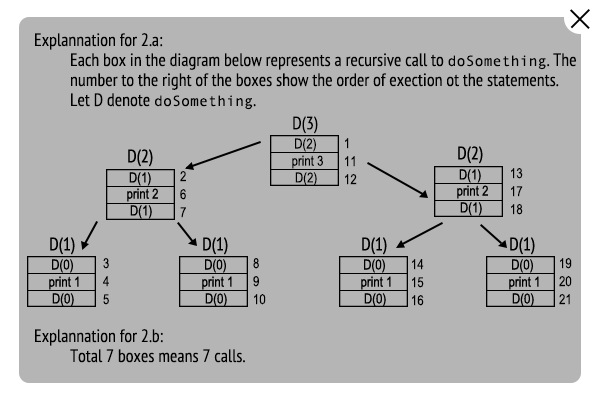 Explannation for 2.a:
Each box in the diagram below represents a recursive call to doSomething. The
number to the right of the boxes show the order of exection ot the statements.
Let D denote doSomething.
D(3)
D(2) 1
print 3 11
D(2) 12
D(2)
D(1) 2
print 2 6
D(1) 7
D(2)
D(1) 13
print 2 17
D(1) 18
D(1)
D(0) 3
print 1 4
D(0) 5
D(1)
D(0) 8
print 1 9
D(0) 10
D(1)
D(0) 14
print 1 15
D(0) 16
D(1)
D(0) 19
print 1 20
D(0) 21
Explannation for 2.b:
Total 7 boxes means 7 calls.